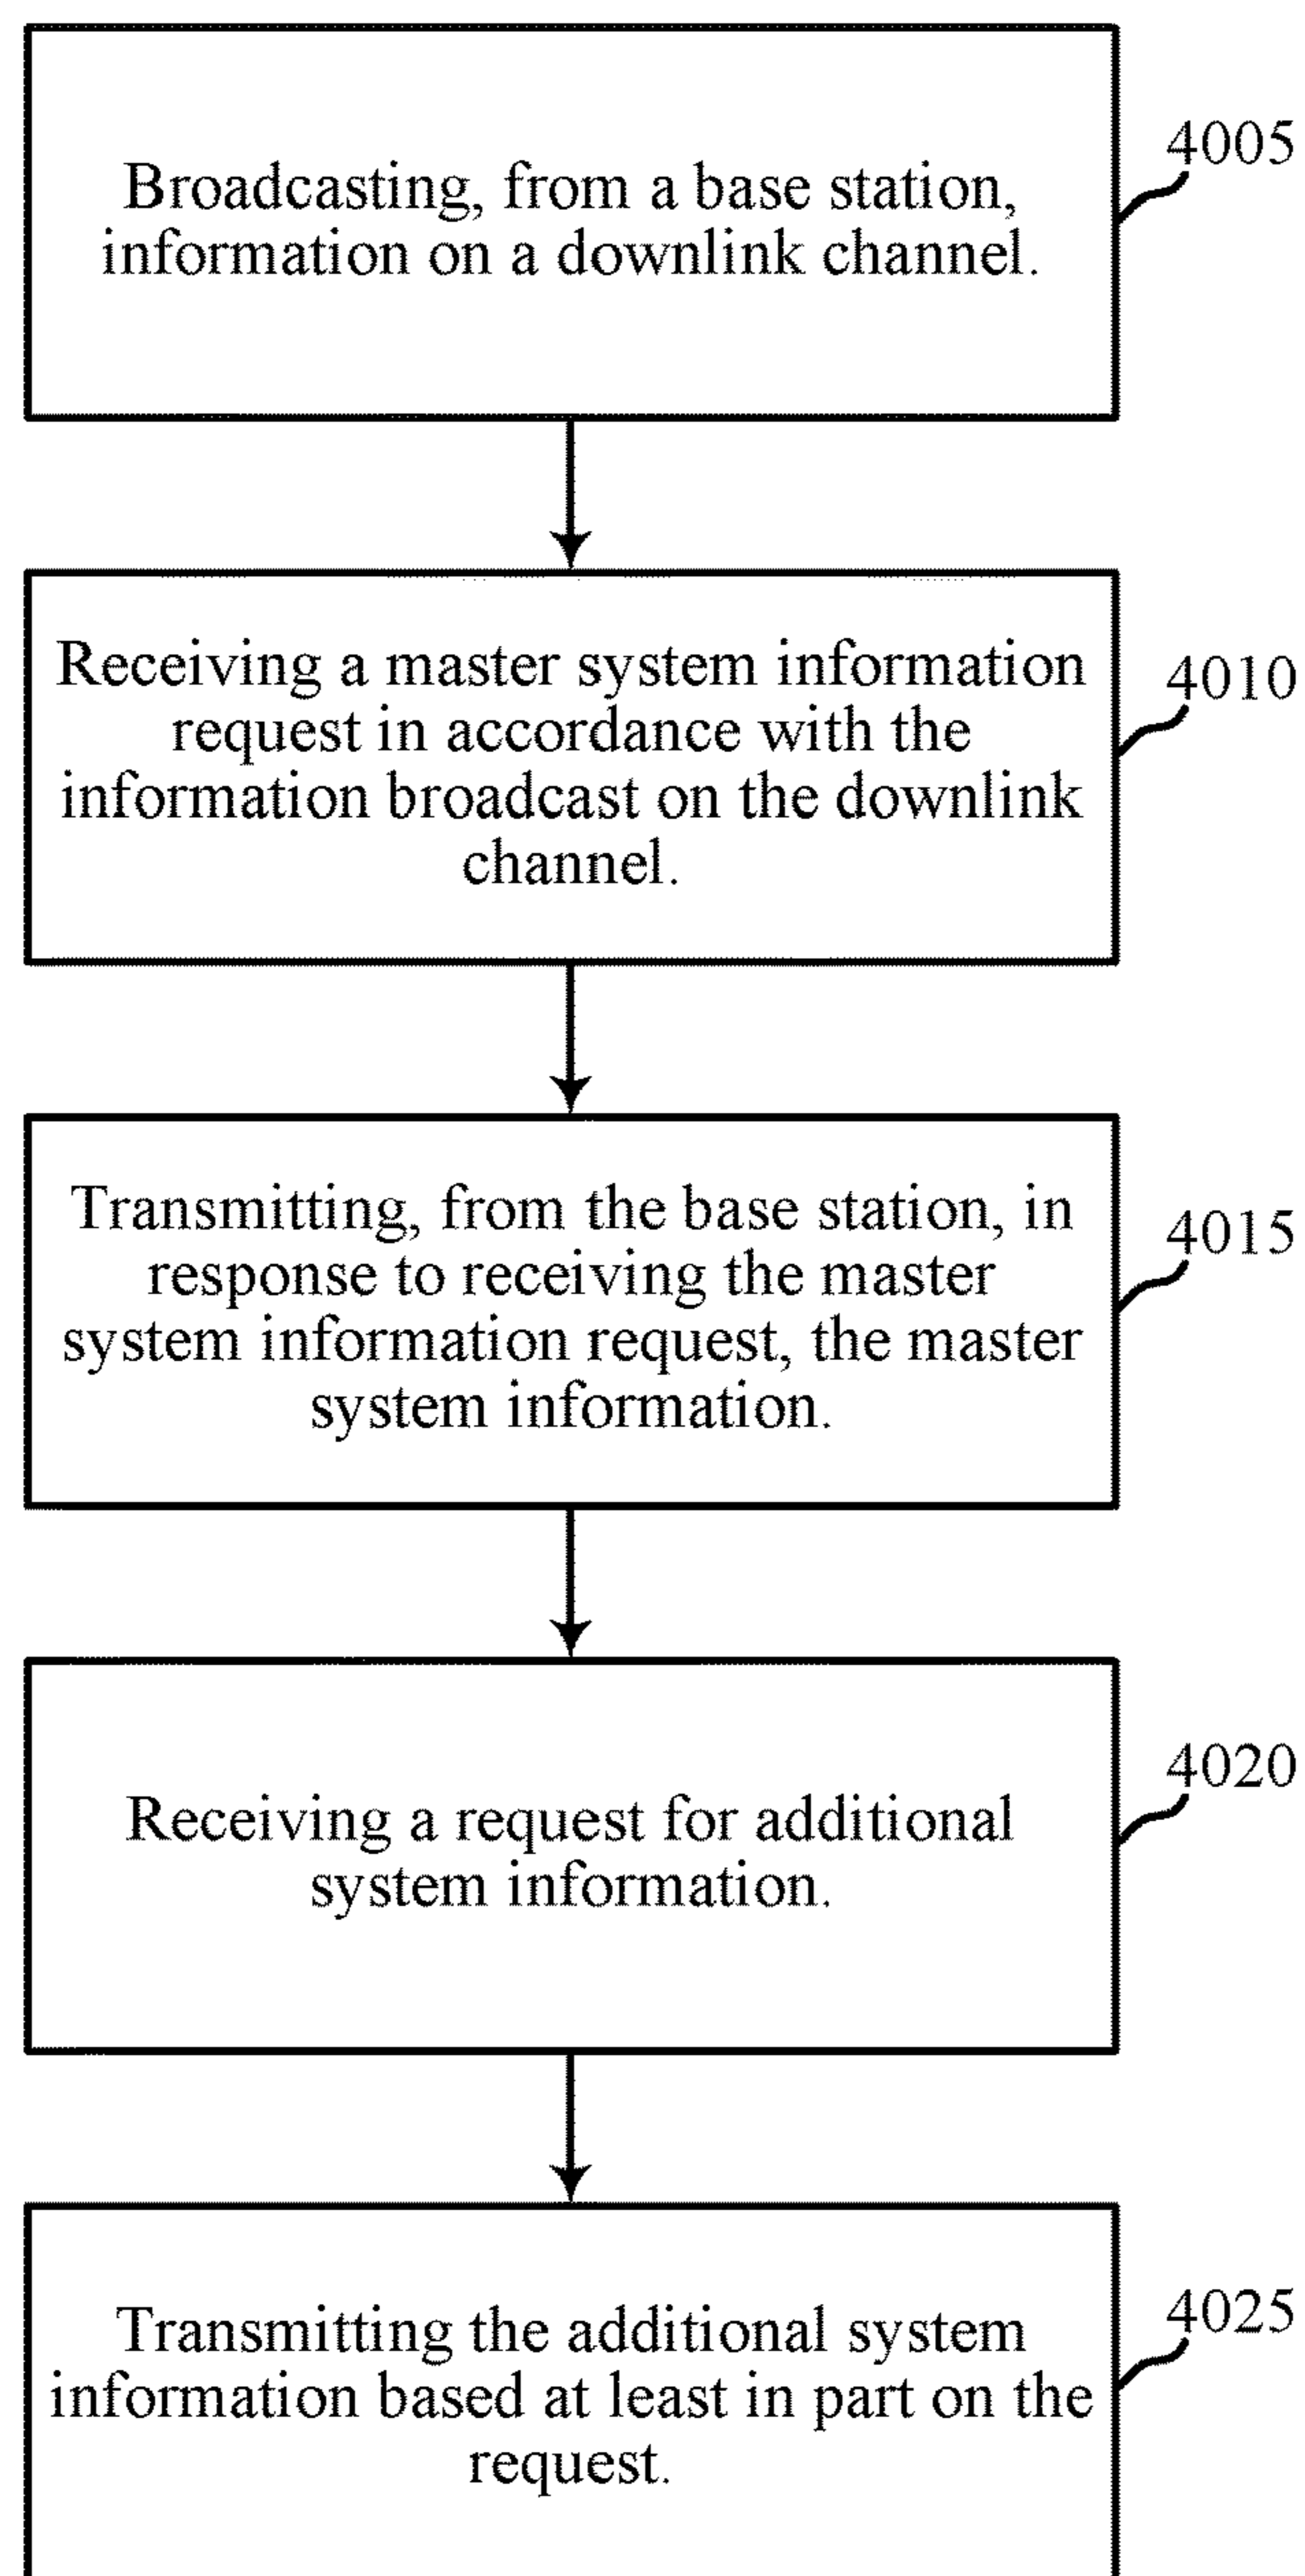 Broadcasting, from a base station,
information on a downlink channel.
4005
Receiving a master system information
request in accordance with the
information broadcast on the downlink
channel.
4010
Transmitting, from the base station, in
response to receiving the master
system information request, the master
system information.
4015
Receiving a request for additional
system information.
4020
Transmitting the additional system
information based at least in part on the
request.
4025